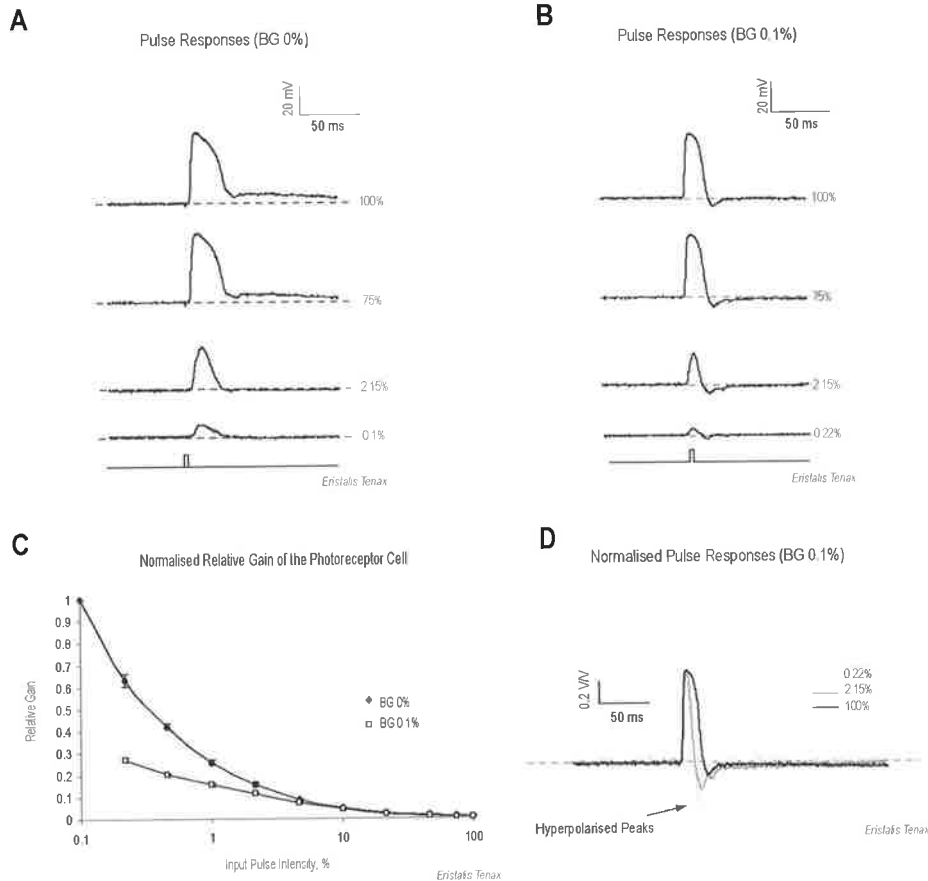 A
Pulse Responses (BG 0%)
20 mV
50 ms
100%
75%
2.15%
0.1%
Eristalis Tenax
B
Pulse Responses (BG 0.1%)
20 mV
50 ms
100%
75%
2.15%
0.22%
Eristalis Tenax
C
Normalised Relative Gain of the Photoreceptor Cell
Relative Gain
1
0.9
0.8
0.7
0.6
0.5
0.4
0.3
0.2
0.1
0
0.1 1 10 100
BG 0%
BG 0.1%
Input Pulse Intensity, %
Eristalis Tenax
D
Normalised Pulse Responses (BG 0.1%)
0.2 V/V
50 ms
0.22%
2.15%
100%
Hyperpolarised Peaks
Eristalis Tenax